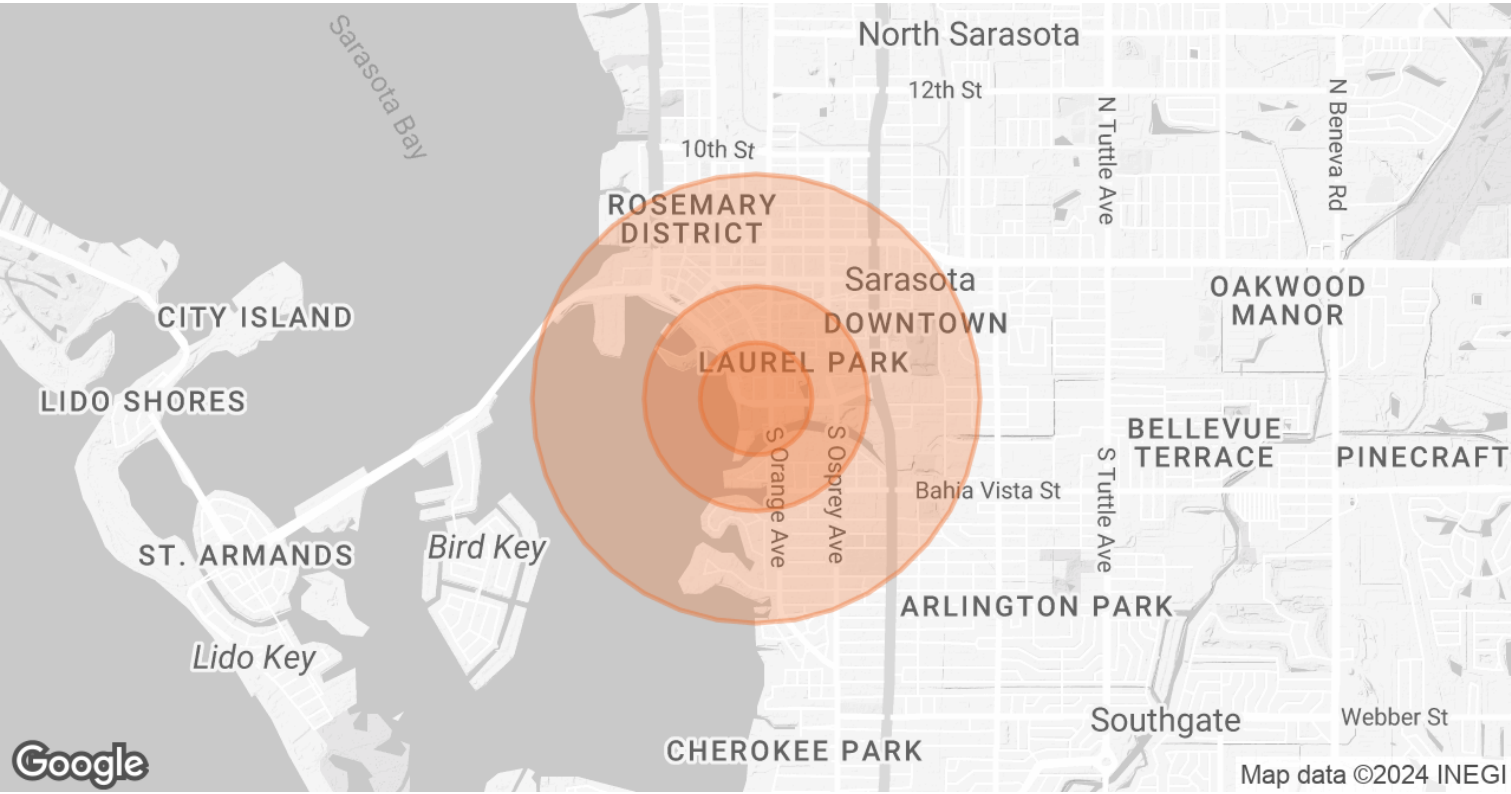 North Sarasota
Sarasota Bay
12th St
N Tuttle Ave
N Beneva Rd
10th St
ROSEMARY
DISTRICT
Sarasota
OAKWOOD
MANOR
CITY ISLAND
DOWNTOWN
LAUREL PARK
LIDO SHORES
BELLEVUE
TERRACE
PINECRAFT
S Orange Ave
S Osprey Ave
S Tuttle Ave
Bahia Vista St
ST. ARMANDS
Bird Key
ARLINGTON PARK
Lido Key
Southgate
Webber St
CHEROKEE PARK
Google
Map data ©2024 INEGI